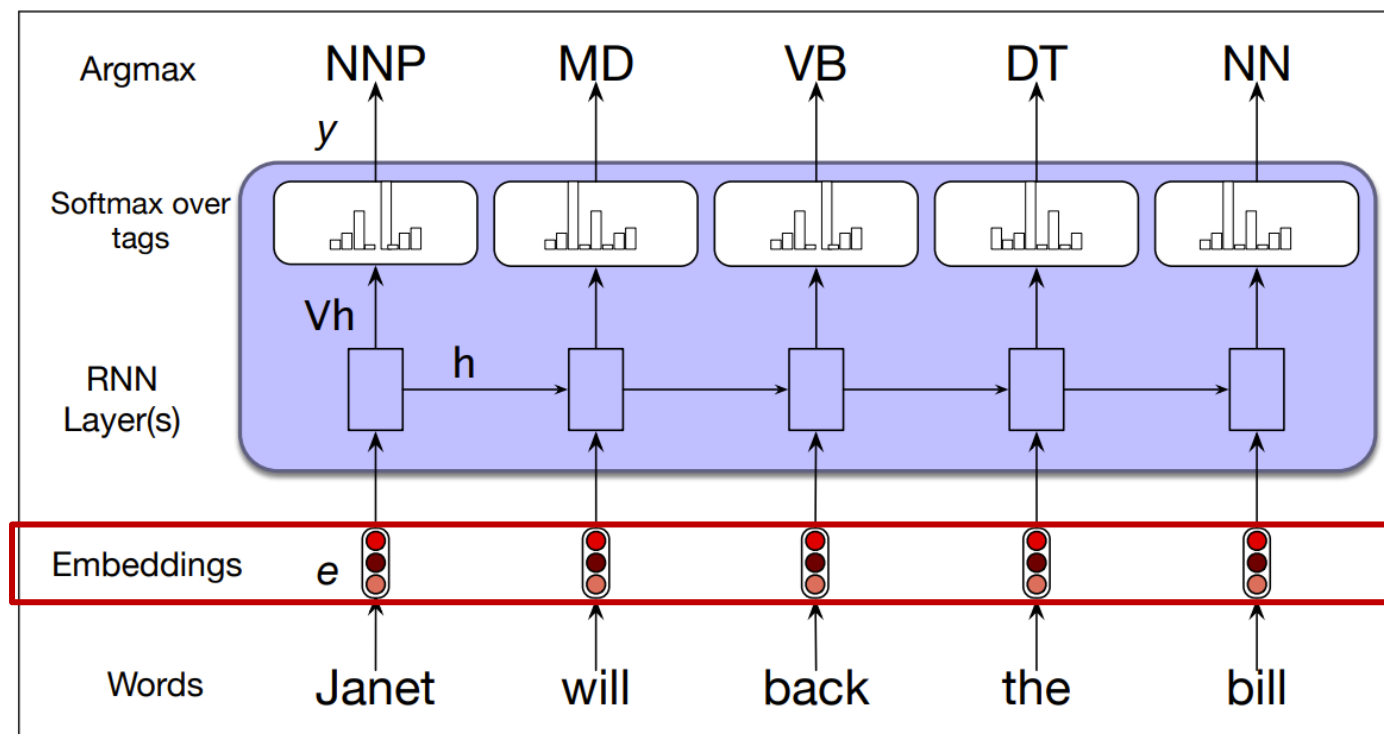 Argmax NNP MD VB DT NN
y
Softmax over
tags
Vh
h
RNN
Layer(s)
Embeddings e
Words Janet will back the bill